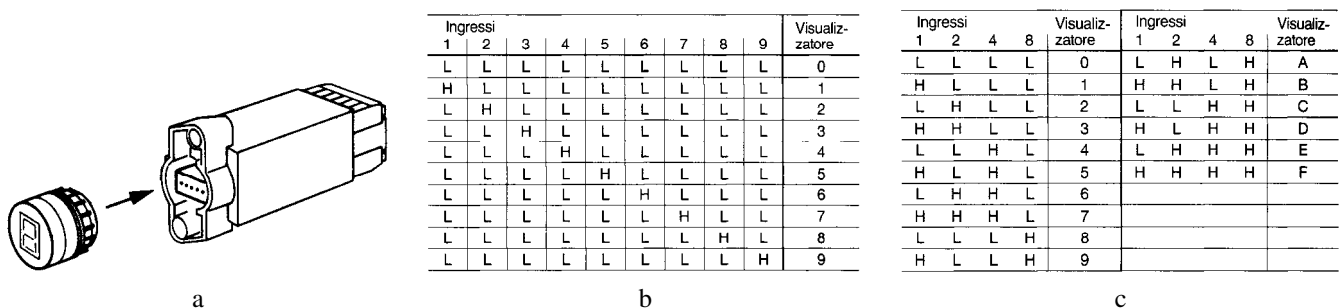 Ingressi Visualiz-
1 2 3 4 5 6 7 8 9 zatore
L L L L L L L L L 0
H L L L L L L L L 1
L H L L L L L L L 2
L L H L L L L L L 3
L L L H L L L L L 4
L L L L H L L L L 5
L L L L L H L L L 6
L L L L L L H L L 7
L L L L L L L H L 8
L L L L L L L L H 9
Ingressi Visualiz- Ingressi Visualiz-
1 2 4 8 zatore 1 2 4 8 zatore
L L L L 0 L H L H A
H L L L 1 H H L H B
L H L L 2 L L H H C
H H L L 3 H L H H D
L L H L 4 L H H H E
H L H L 5 H H H H F
L H H L 6
H H H L 7
L L L H 8
H L L H 9
a b c